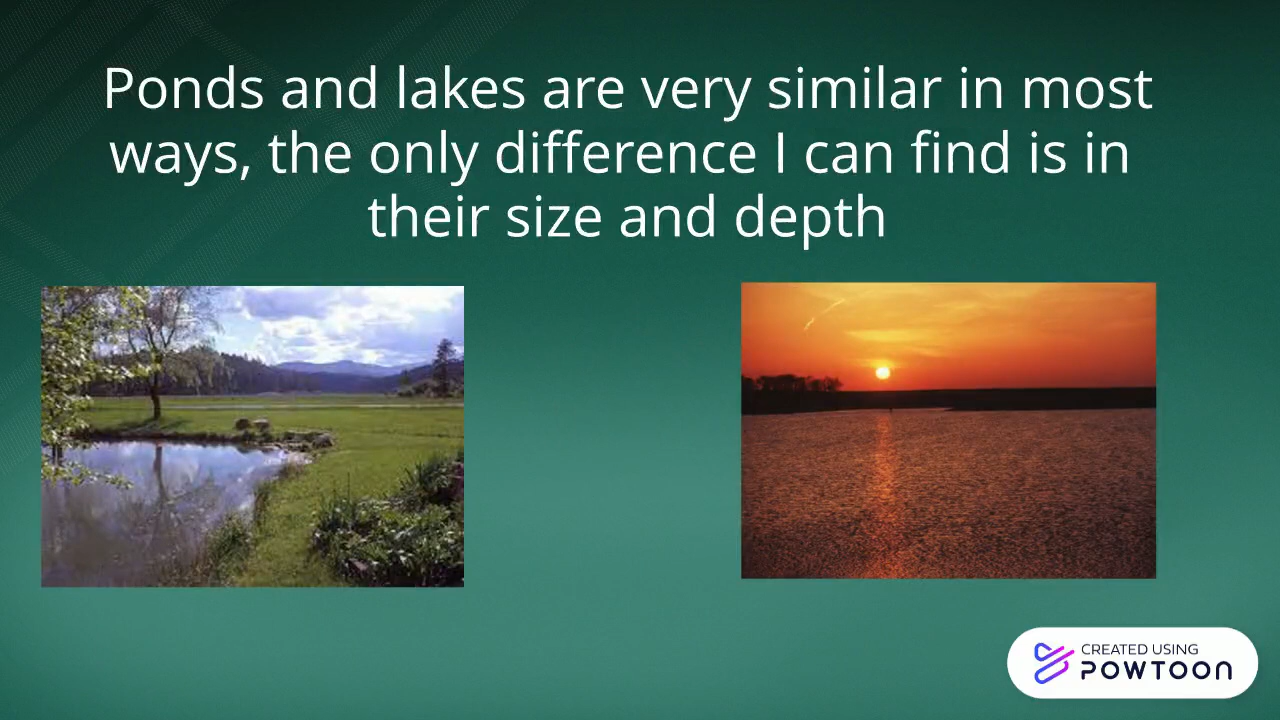 Ponds and lakes are very similar in most
ways, the only difference I can find is in
their size and depth
CREATED USING
POWTOON